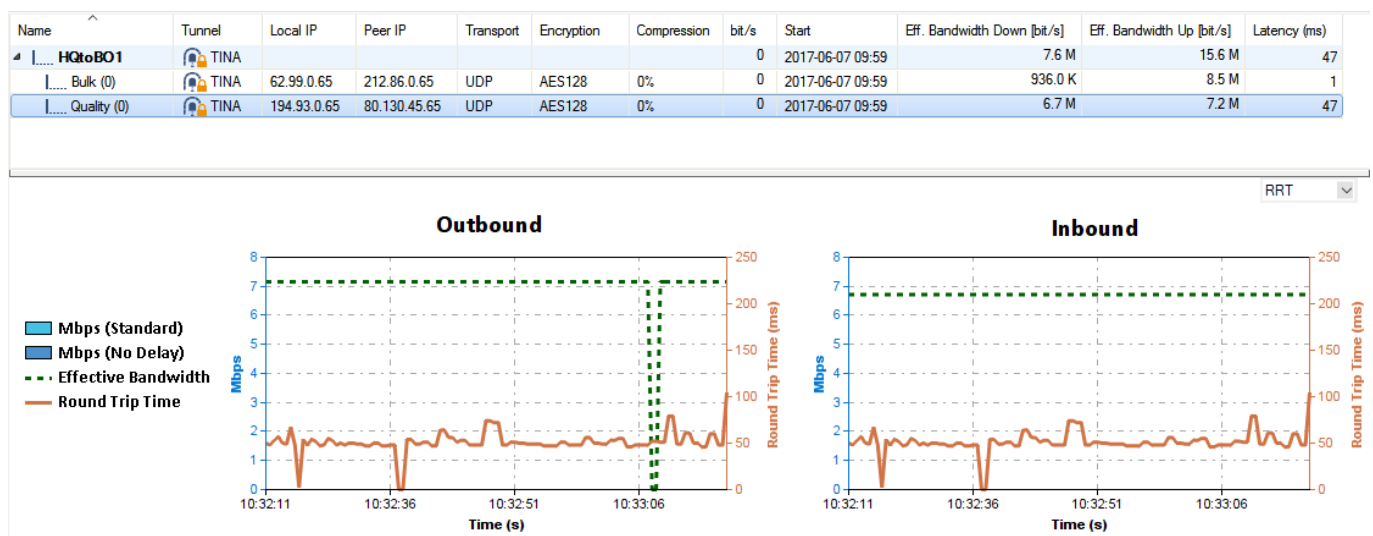 Name Tunnel Local IP Peer IP Transport Encryption Compression bit/s Start Eff. Bandwidth Down [bit/s] Eff. Bandwidth Up [bit/s] Latency (ms)
HQtoBO1 TINA 0 2017-06-07 09:59 7.6 M 15.6 M 47
Bulk (0) TINA 62.99.0.65 212.86.0.65 UDP AES128 0% 0 2017-06-07 09:59 936.0 K 8.5 M 1
Quality (0) TINA 194.93.0.65 80.130.45.65 UDP AES128 0% 0 2017-06-07 09:59 6.7 M 7.2 M 47
RRT
Mbps (Standard)
Mbps (No Delay)
Effective Bandwidth
Round Trip Time
Outbound
8
7
6
5
4
3
2
1
0
Mbps
250
200
150
100
50
0
Round Trip Time (ms)
10:32:11 10:32:36 10:32:51 10:33:06
Time (s)
Inbound
8
7
6
5
4
3
2
1
0
Mbps
250
200
150
100
50
0
Round Trip Time (ms)
10:32:11 10:32:36 10:32:51 10:33:06
Time (s)